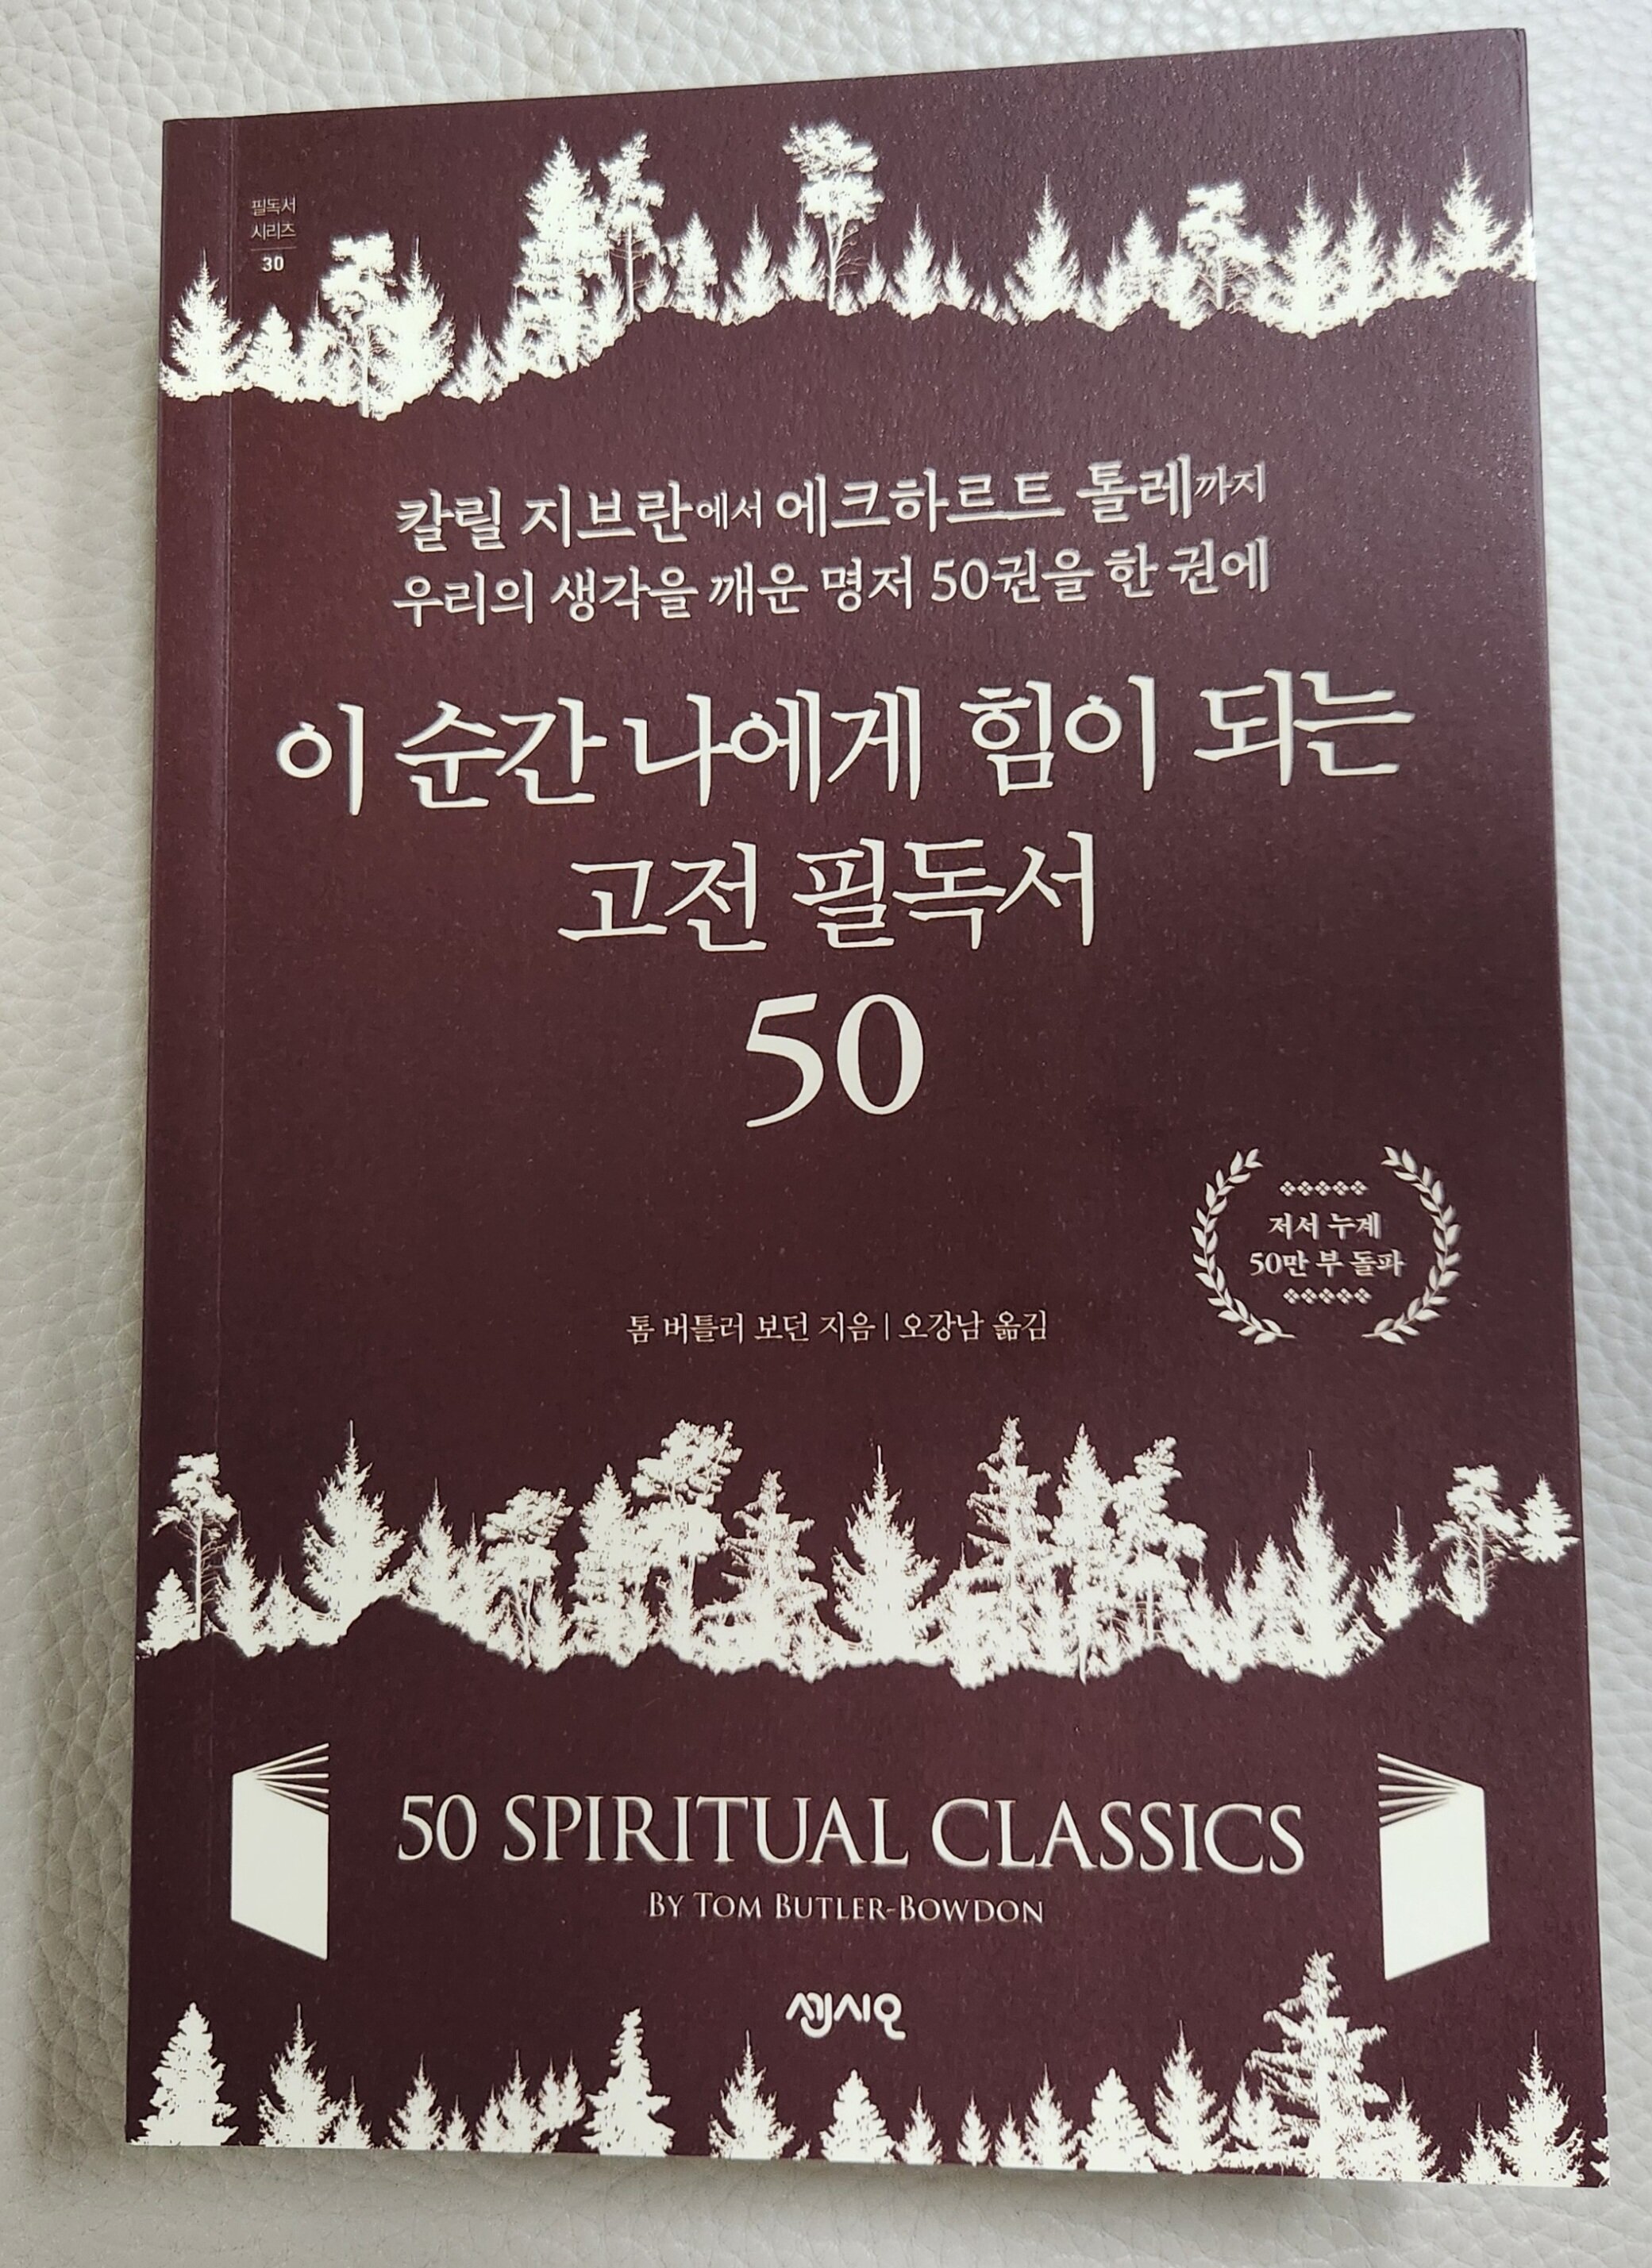 필독서
시리즈
30
칼릴 지브란에서 에크하르트 톨레까지
우리의 생각을 깨운 명저 50권을 한 권에
이 순간 나에게 힘이 되는
고전 필독서
50
저서 누계
50만 부 돌파
톰 버틀러 보던 지음 | 오강남 옮김
50 SPIRITUAL CLASSICS
BY TOM BUTLER-BOWDON
센시오